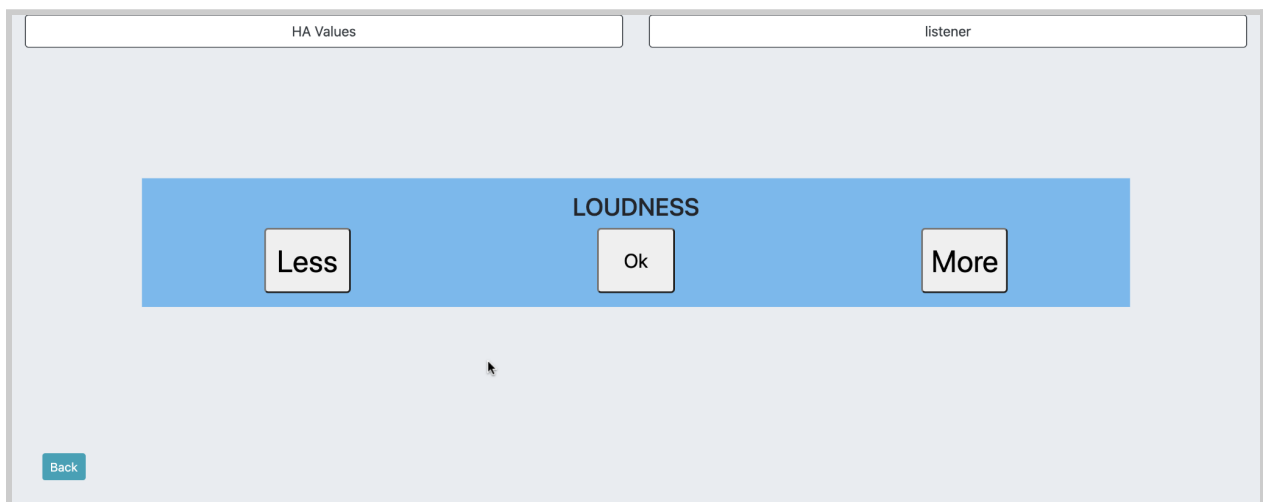 HA Values
listener
LOUDNESS
Less
Ok
More
Back